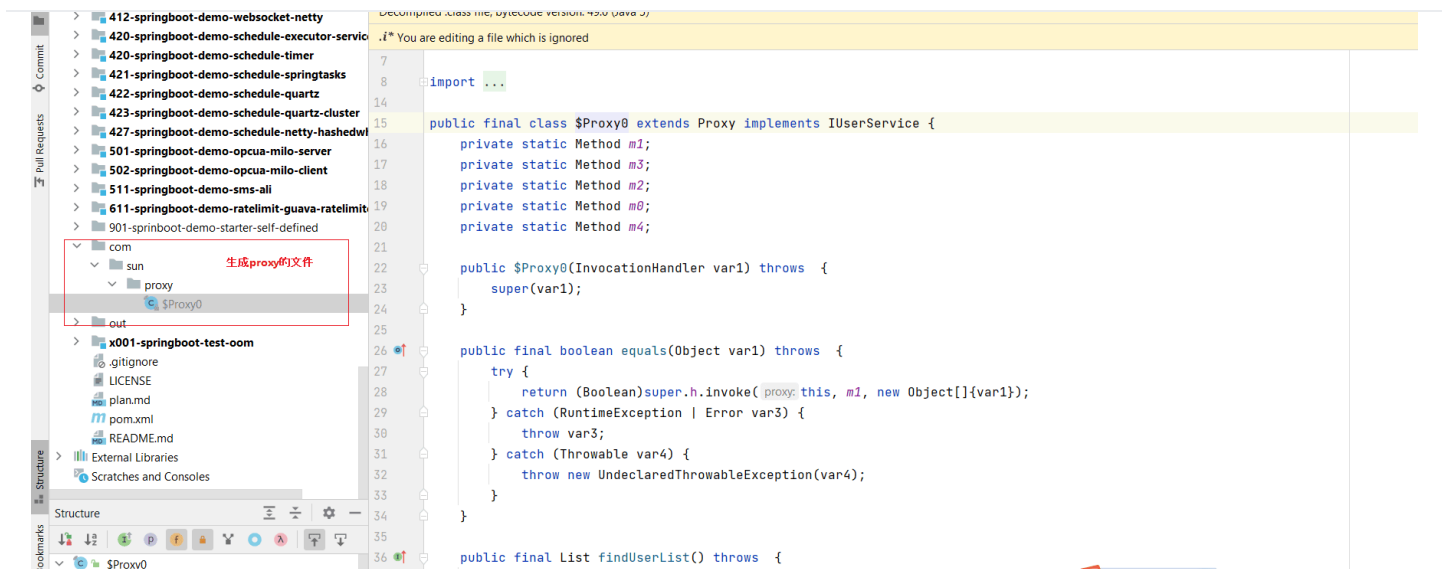 412-springboot-demo-websocket-netty
420-springboot-demo-schedule-executor-servic
420-springboot-demo-schedule-timer
421-springboot-demo-schedule-springtasks
422-springboot-demo-schedule-quartz
423-springboot-demo-schedule-quartz-cluster
427-springboot-demo-schedule-netty-hashedwh
501-springboot-demo-opcua-milo-server
502-springboot-demo-opcua-milo-client
511-springboot-demo-sms-ali
611-springboot-demo-ratelimit-guava-ratelimite
901-sprinboot-demo-starter-self-defined
com
sun
生成proxy的文件
proxy
$Proxy0
out
x001-springboot-test-oom
.gitignore
LICENSE
plan.md
pom.xml
README.md
External Libraries
Scratches and Consoles
Commit
Pull Requests
Structure
ookmarks
Structure
$Proxy0
Decompiled .class file, bytecode version: 49.0 (Java 5)
.i* You are editing a file which is ignored
7
8 import ...
14
15 public final class $Proxy0 extends Proxy implements IUserService {
16 private static Method m1;
17 private static Method m3;
18 private static Method m2;
19 private static Method m0;
20 private static Method m4;
21
22 public $Proxy0(InvocationHandler var1) throws  {
23 super(var1);
24 }
25
26 public final boolean equals(Object var1) throws  {
27 try {
28 return (Boolean)super.h.invoke( proxy: this, m1, new Object[]{var1});
29 } catch (RuntimeException | Error var3) {
30 throw var3;
31 } catch (Throwable var4) {
32 throw new UndeclaredThrowableException(var4);
33 }
34 }
35
36 public final List findUserList() throws  {